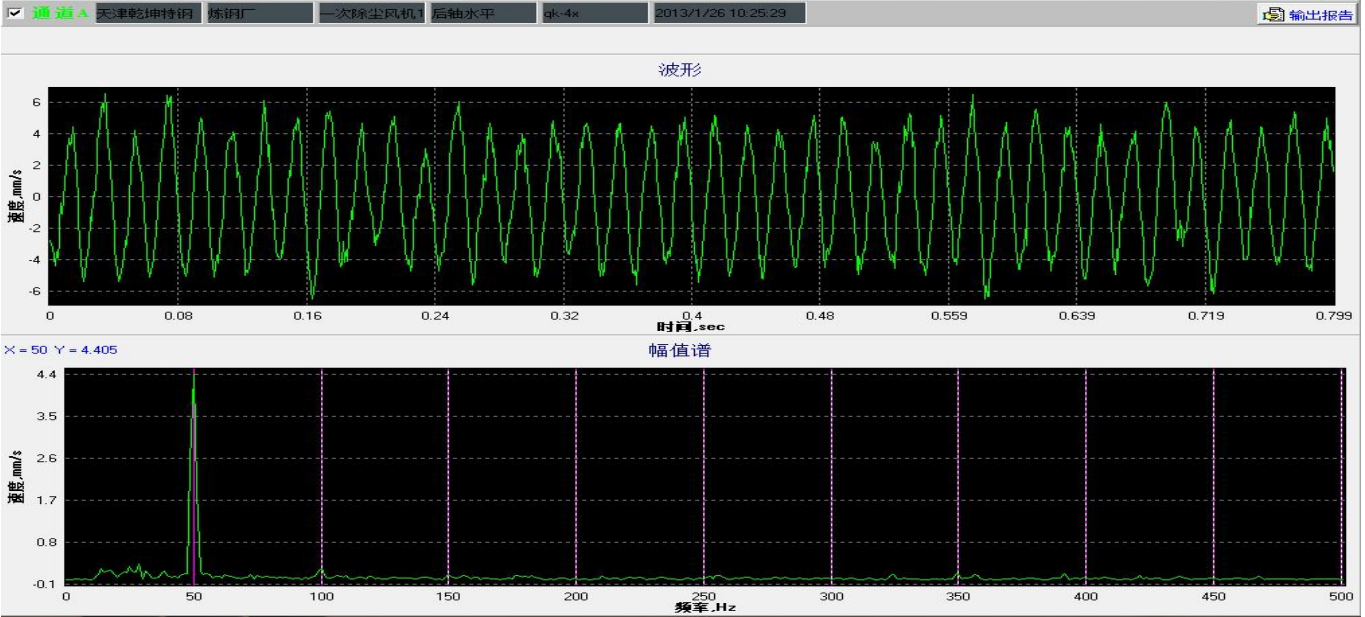 通道A 天津乾坤特钢 炼钢厂 一次除尘风机1 后轴水平 qk-4x 2013/1/26 10:25:29 输出报告
波形
6
4
2
0
-2
-4
-6
速度,mm/s
0 0.08 0.16 0.24 0.32 0.4 0.48 0.559 0.639 0.719 0.799
时间,sec
X = 50 Y = 4.405 幅值谱
4.4
3.5
2.6
1.7
0.8
-0.1
速度,mm/s
0 50 100 150 200 250 300 350 400 450 500
频率,Hz